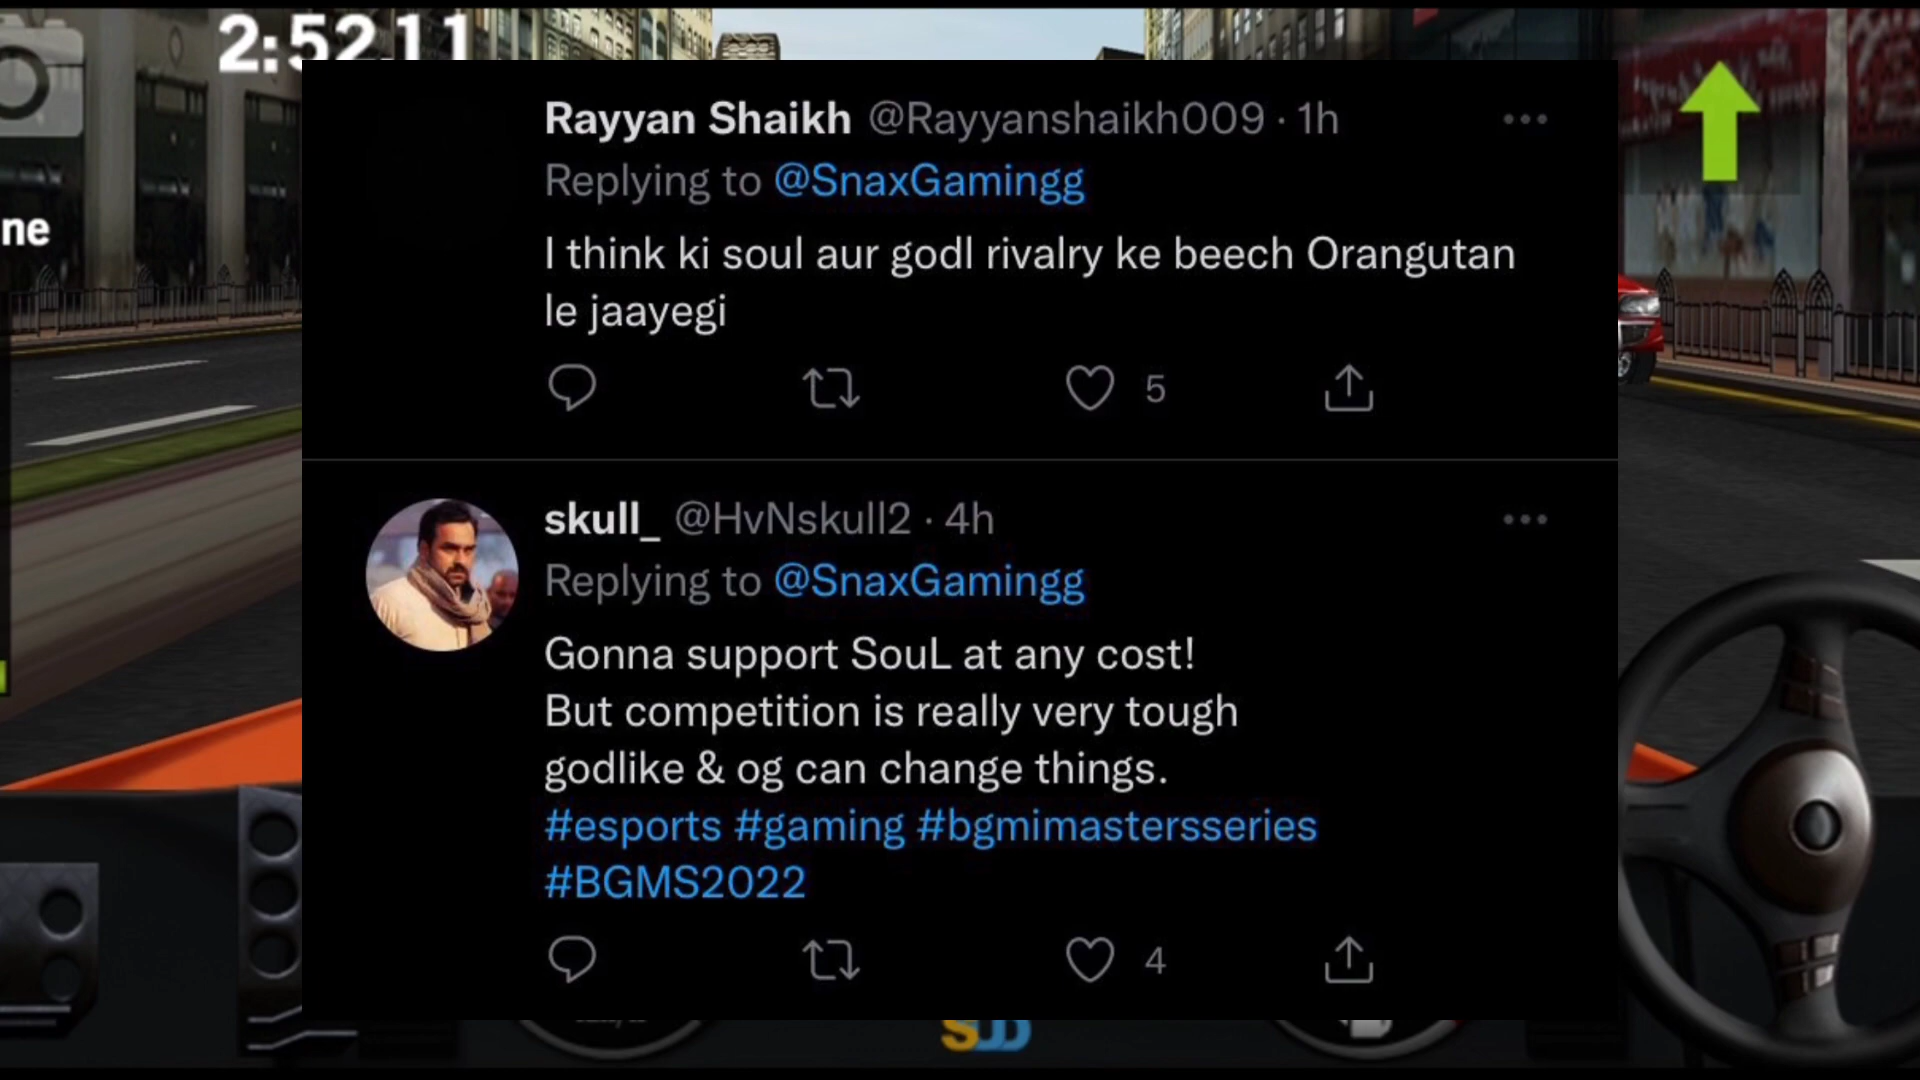 2:52.11
ne
Rayyan Shaikh @Rayyanshaikh009 · 1h
Replying to @SnaxGamingg
I think ki soul aur godl rivalry ke beech Orangutan
le jaayegi
5
skull_ @HvNskull2 · 4h
Replying to @SnaxGamingg
Gonna support SouL at any cost!
But competition is really very tough
godlike & og can change things.
#esports #gaming #bgmimastersseries
#BGMS2022
4